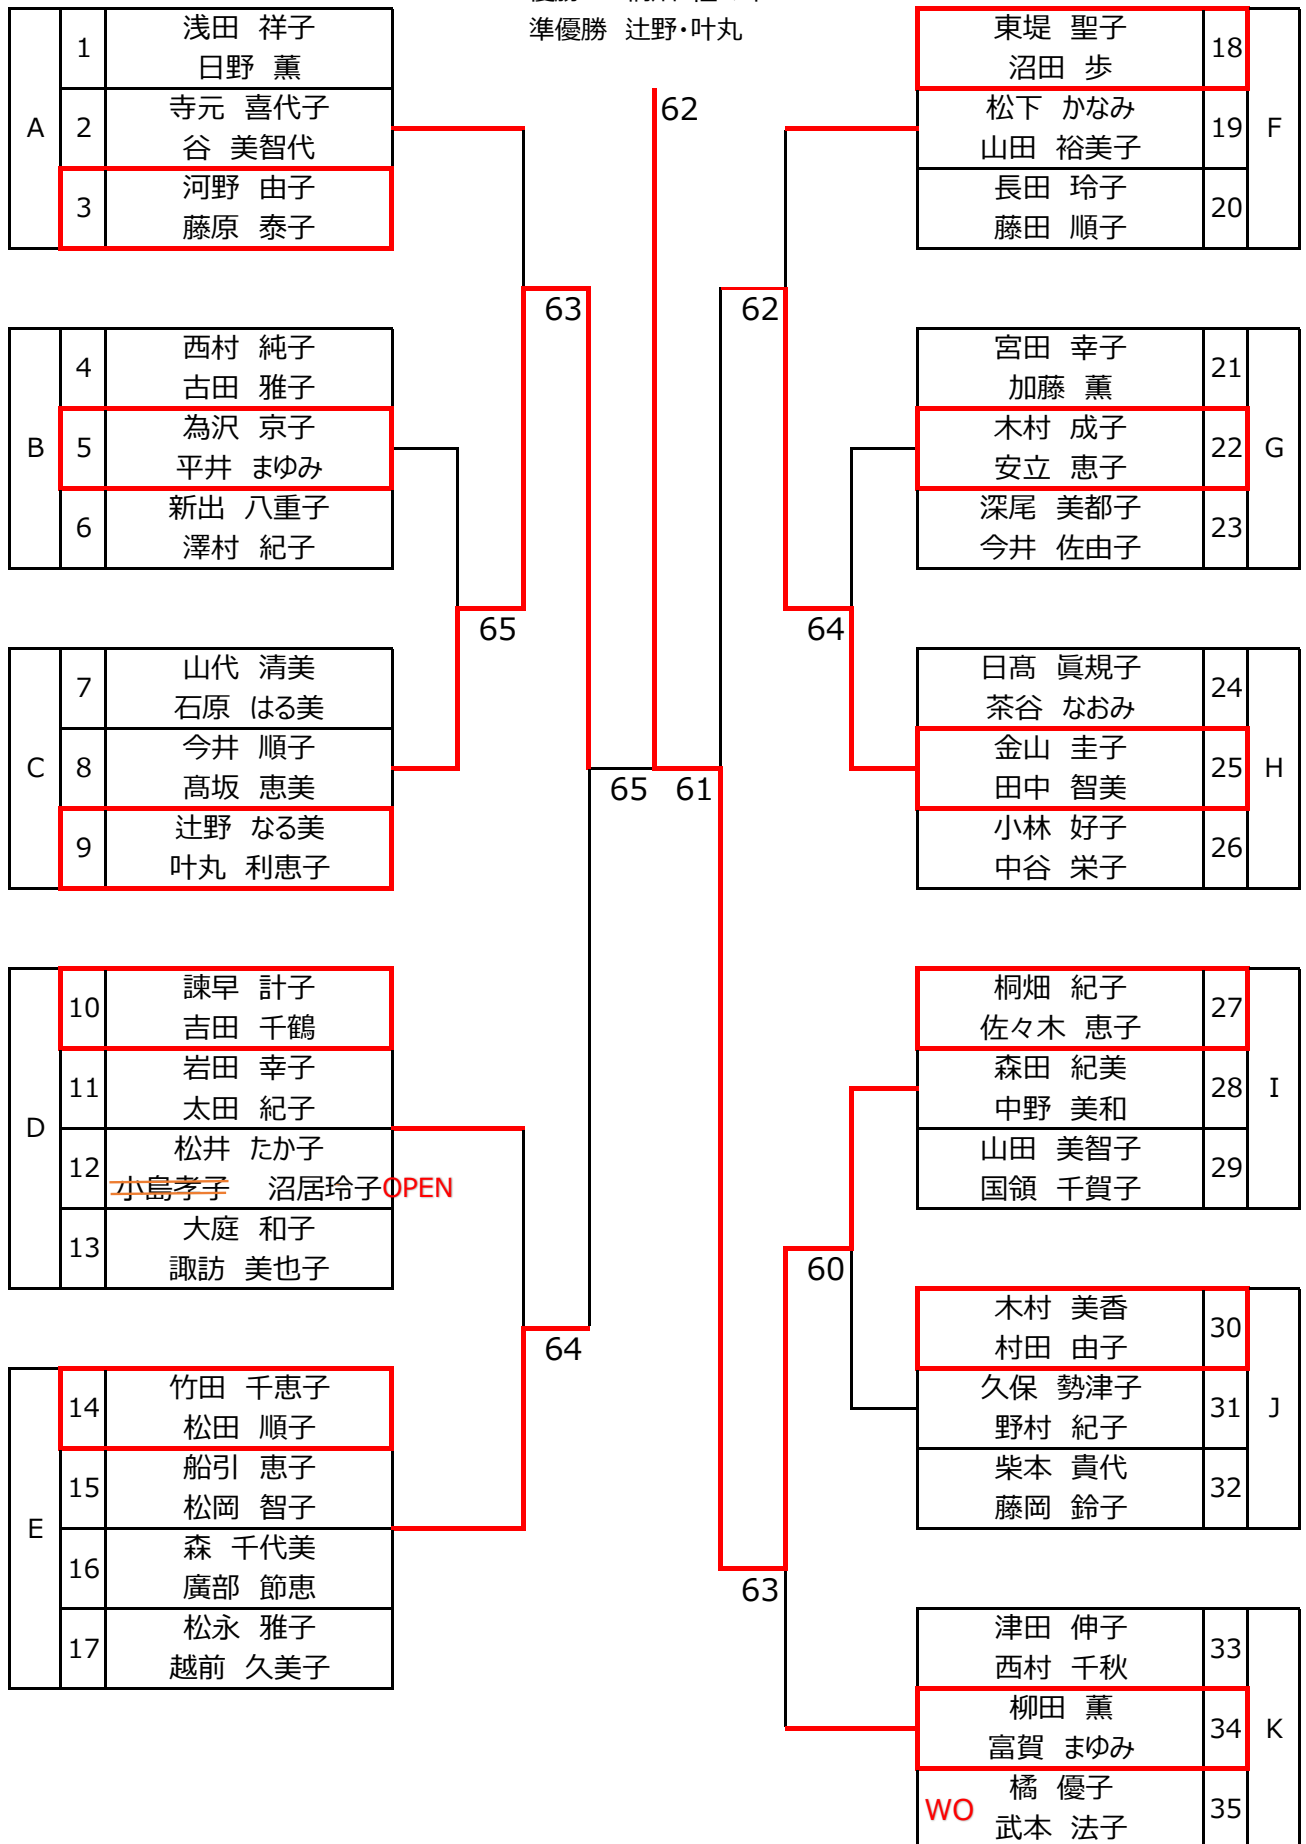 準優勝 辻野・叶丸
A
1 浅田 祥子
日野 薫
2 寺元 喜代子
谷 美智代
3 河野 由子
藤原 泰子
B
4 西村 純子
古田 雅子
5 為沢 京子
平井 まゆみ
6 新出 八重子
澤村 紀子
C
7 山代 清美
石原 はる美
8 今井 順子
髙坂 恵美
9 辻野 なる美
叶丸 利恵子
D
10 諫早 計子
吉田 千鶴
11 岩田 幸子
太田 紀子
12 松井 たか子
小島孝子 沼居玲子OPEN
13 大庭 和子
諏訪 美也子
E
14 竹田 千恵子
松田 順子
15 船引 恵子
松岡 智子
16 森 千代美
廣部 節恵
17 松永 雅子
越前 久美子
63
65
64
65
62
61
62
64
60
63
東堤 聖子 18
沼田 歩
松下 かなみ 19
山田 裕美子
長田 玲子 20
藤田 順子
F
宮田 幸子 21
加藤 薫
木村 成子 22
安立 恵子
深尾 美都子 23
今井 佐由子
G
日髙 眞規子 24
茶谷 なおみ
金山 圭子 25
田中 智美
小林 好子 26
中谷 栄子
H
桐畑 紀子 27
佐々木 恵子
森田 紀美 28
中野 美和
山田 美智子 29
国領 千賀子
I
木村 美香 30
村田 由子
久保 勢津子 31
野村 紀子
柴本 貴代 32
藤岡 鈴子
J
津田 伸子 33
西村 千秋
柳田 薫 34
富賀 まゆみ
WO 橘 優子 35
武本 法子
K